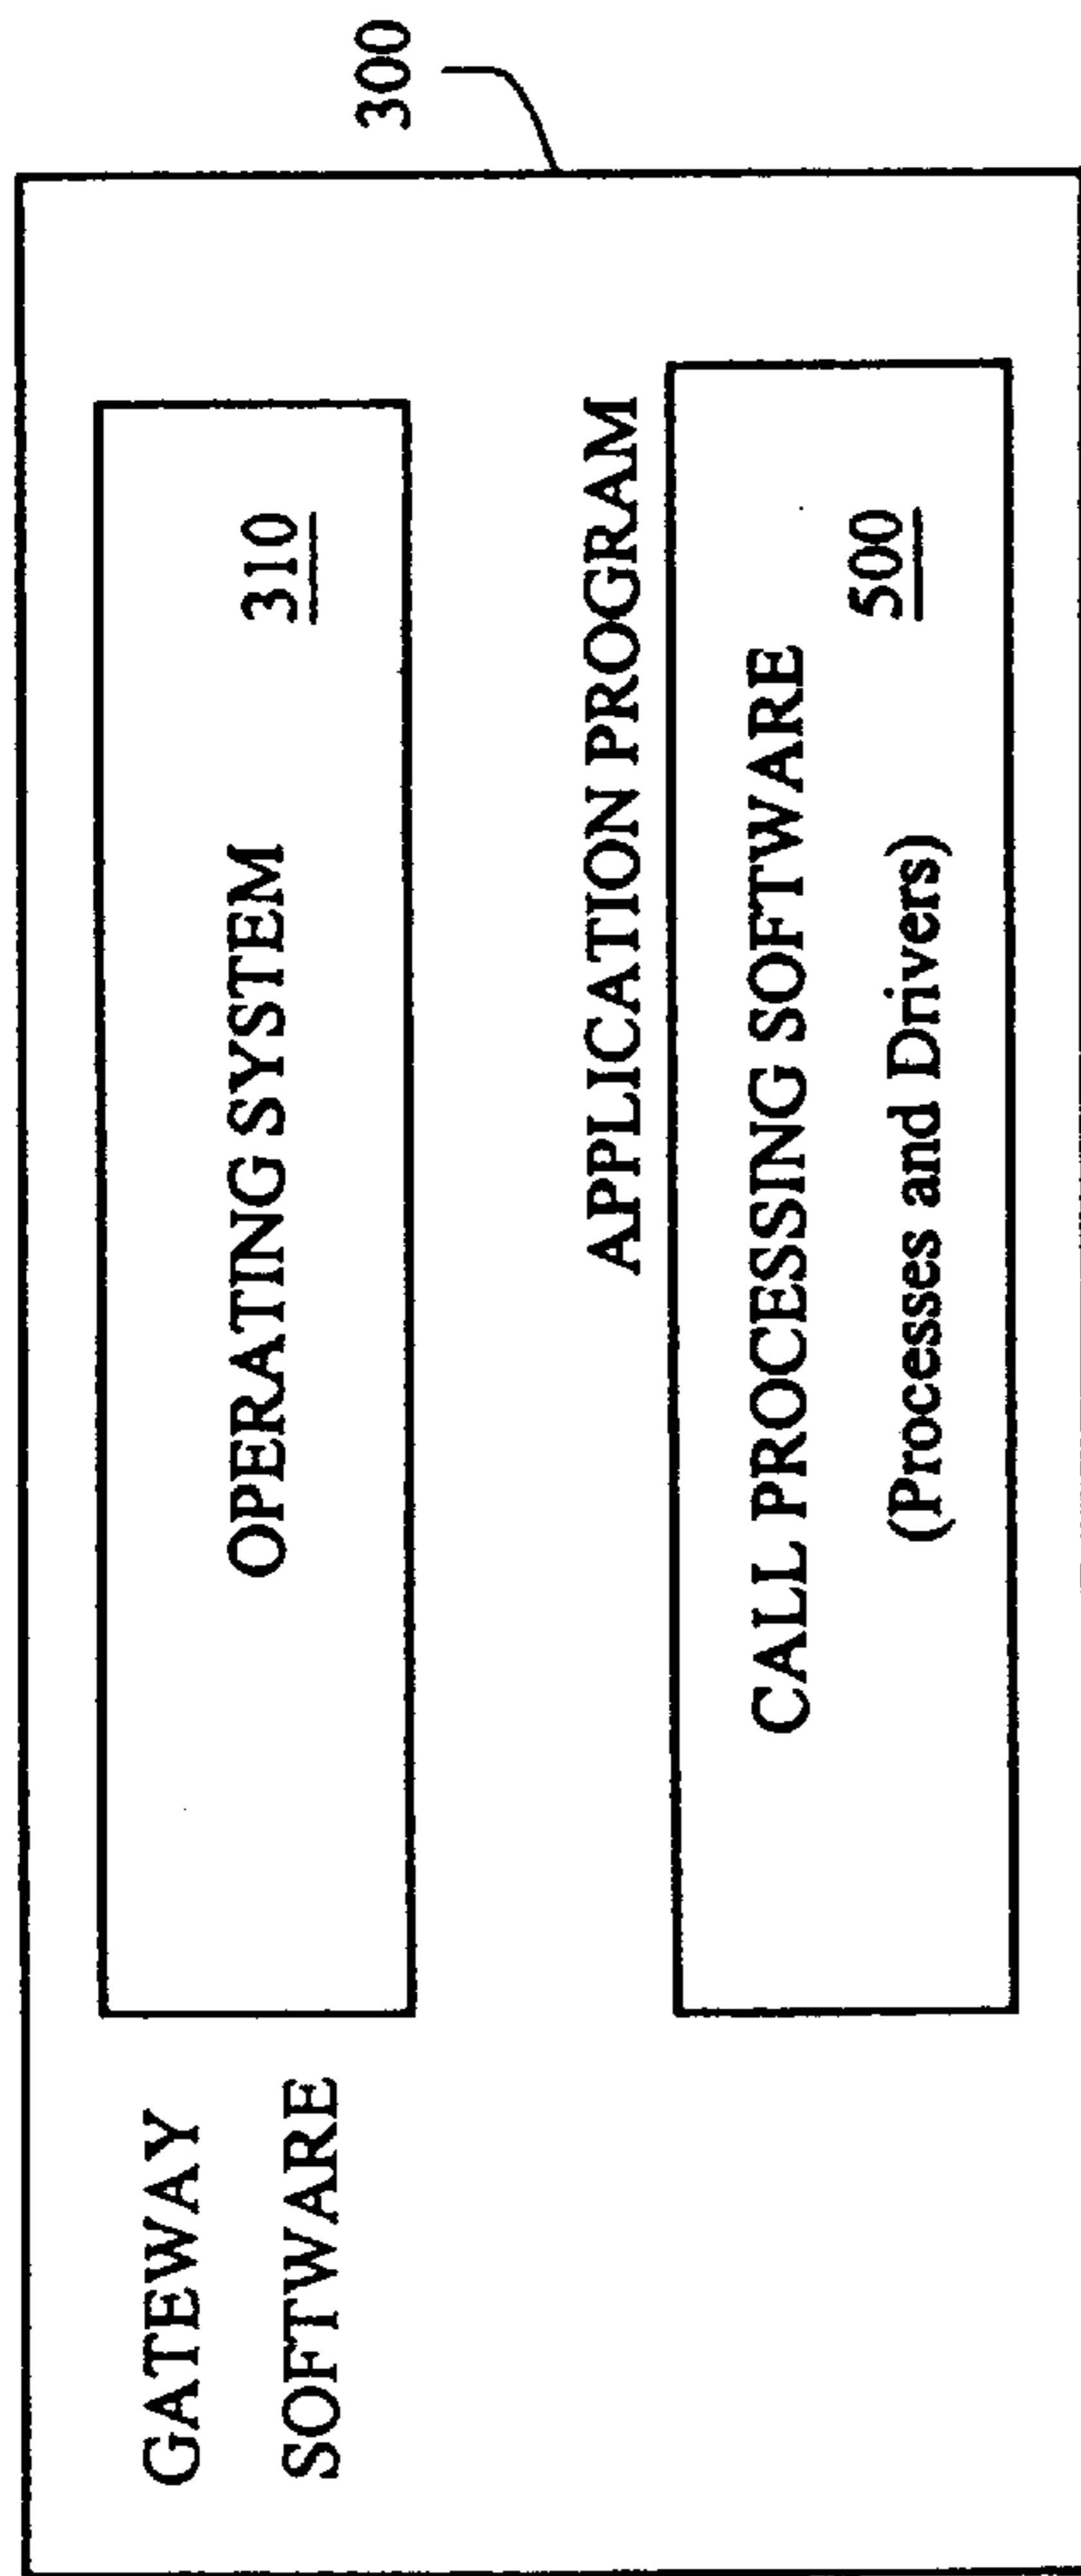 300
GATEWAY
SOFTWARE
OPERATING SYSTEM
310
APPLICATION PROGRAM
CALL PROCESSING SOFTWARE
(Processes and Drivers)
500